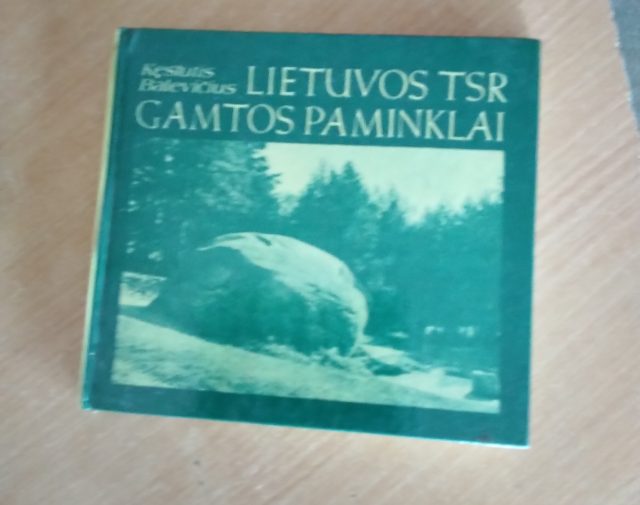 Kęstutis
Balevičius
LIETUVOS TSR
GAMTOS PAMINKLAI